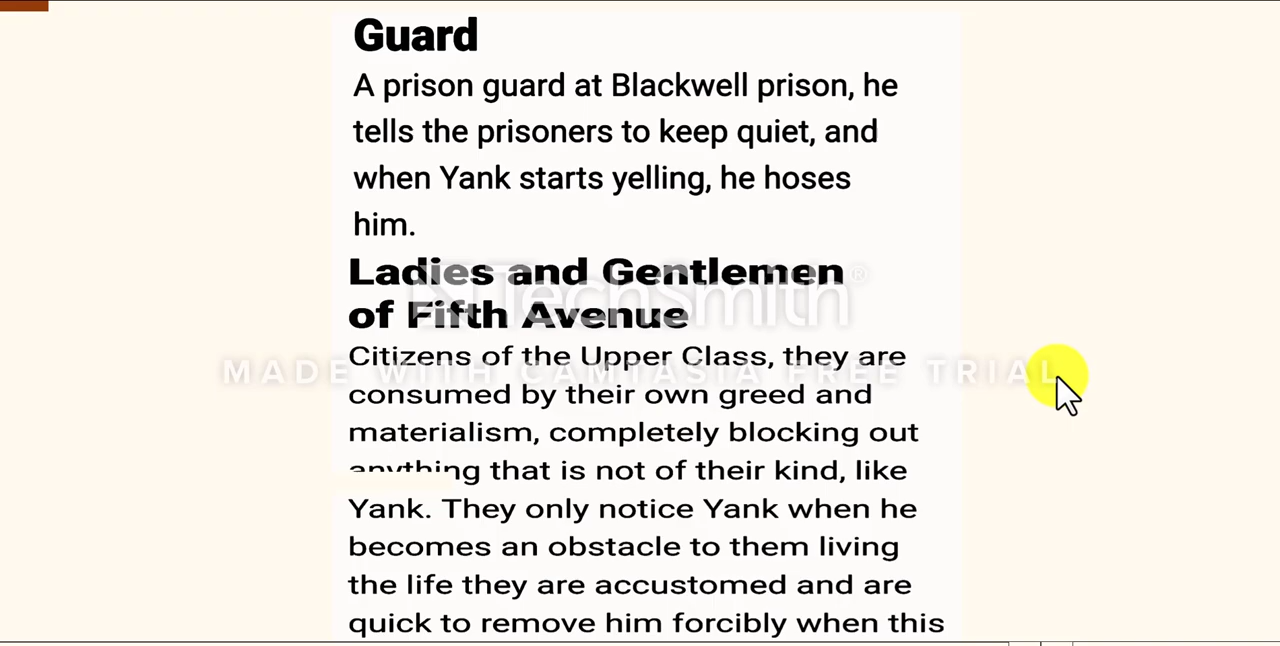 Guard
A prison guard at Blackwell prison, he
tells the prisoners to keep quiet, and
when Yank starts yelling, he hoses
him.
Ladies and Gentlemen
of Fifth Avenue
TechSmith®
Citizens of the Upper Class, they are
MADE WITH CAMTASIA FREE TRIAL
consumed by their own greed and
materialism, completely blocking out
anything that is not of their kind, like
Yank. They only notice Yank when he
becomes an obstacle to them living
the life they are accustomed and are
quick to remove him forcibly when this